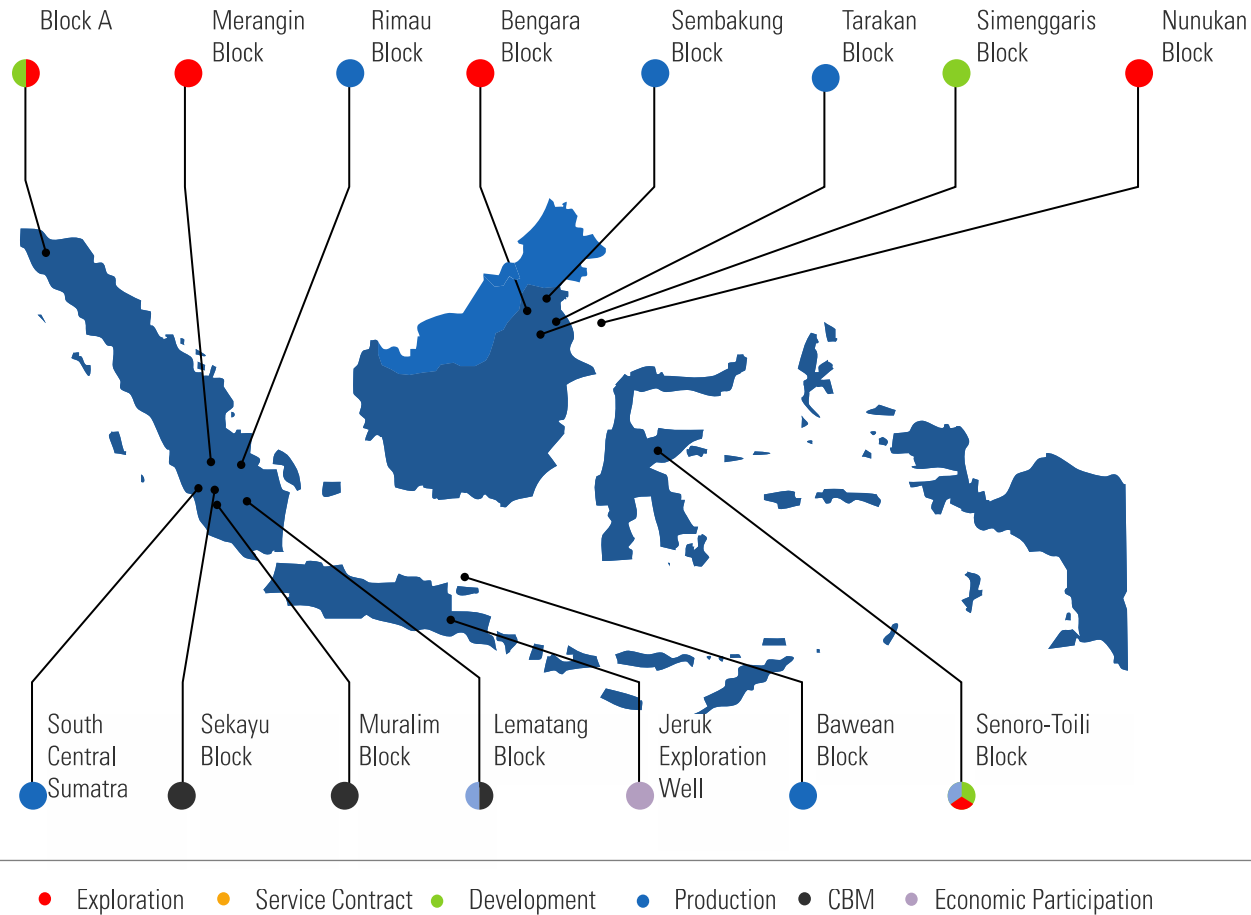 Block A
Merangin
Block
Rimau
Block
Bengara
Block
Sembakung
Block
Tarakan
Block
Simenggaris
Block
Nunukan
Block
South
Central
Sumatra
Sekayu
Block
Muralim
Block
Lematang
Block
Jeruk
Exploration
Well
Bawean
Block
Senoro-Toili
Block
Exploration
Service Contract
Development
Production
CBM
Economic Participation